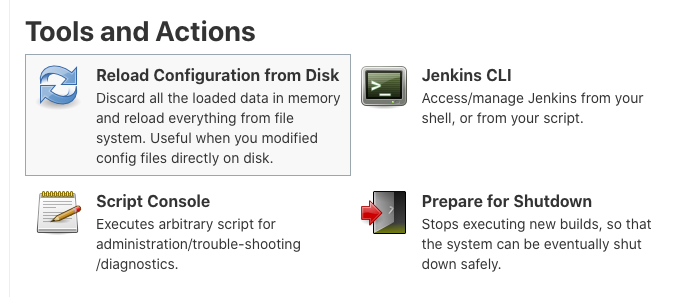 Tools and Actions
Reload Configuration from Disk
Discard all the loaded data in memory
and reload everything from file
system. Useful when you modified
config files directly on disk.
Jenkins CLI
Access/manage Jenkins from your
shell, or from your script.
Script Console
Executes arbitrary script for
administration/trouble-shooting
/diagnostics.
Prepare for Shutdown
Stops executing new builds, so that
the system can be eventually shut
down safely.